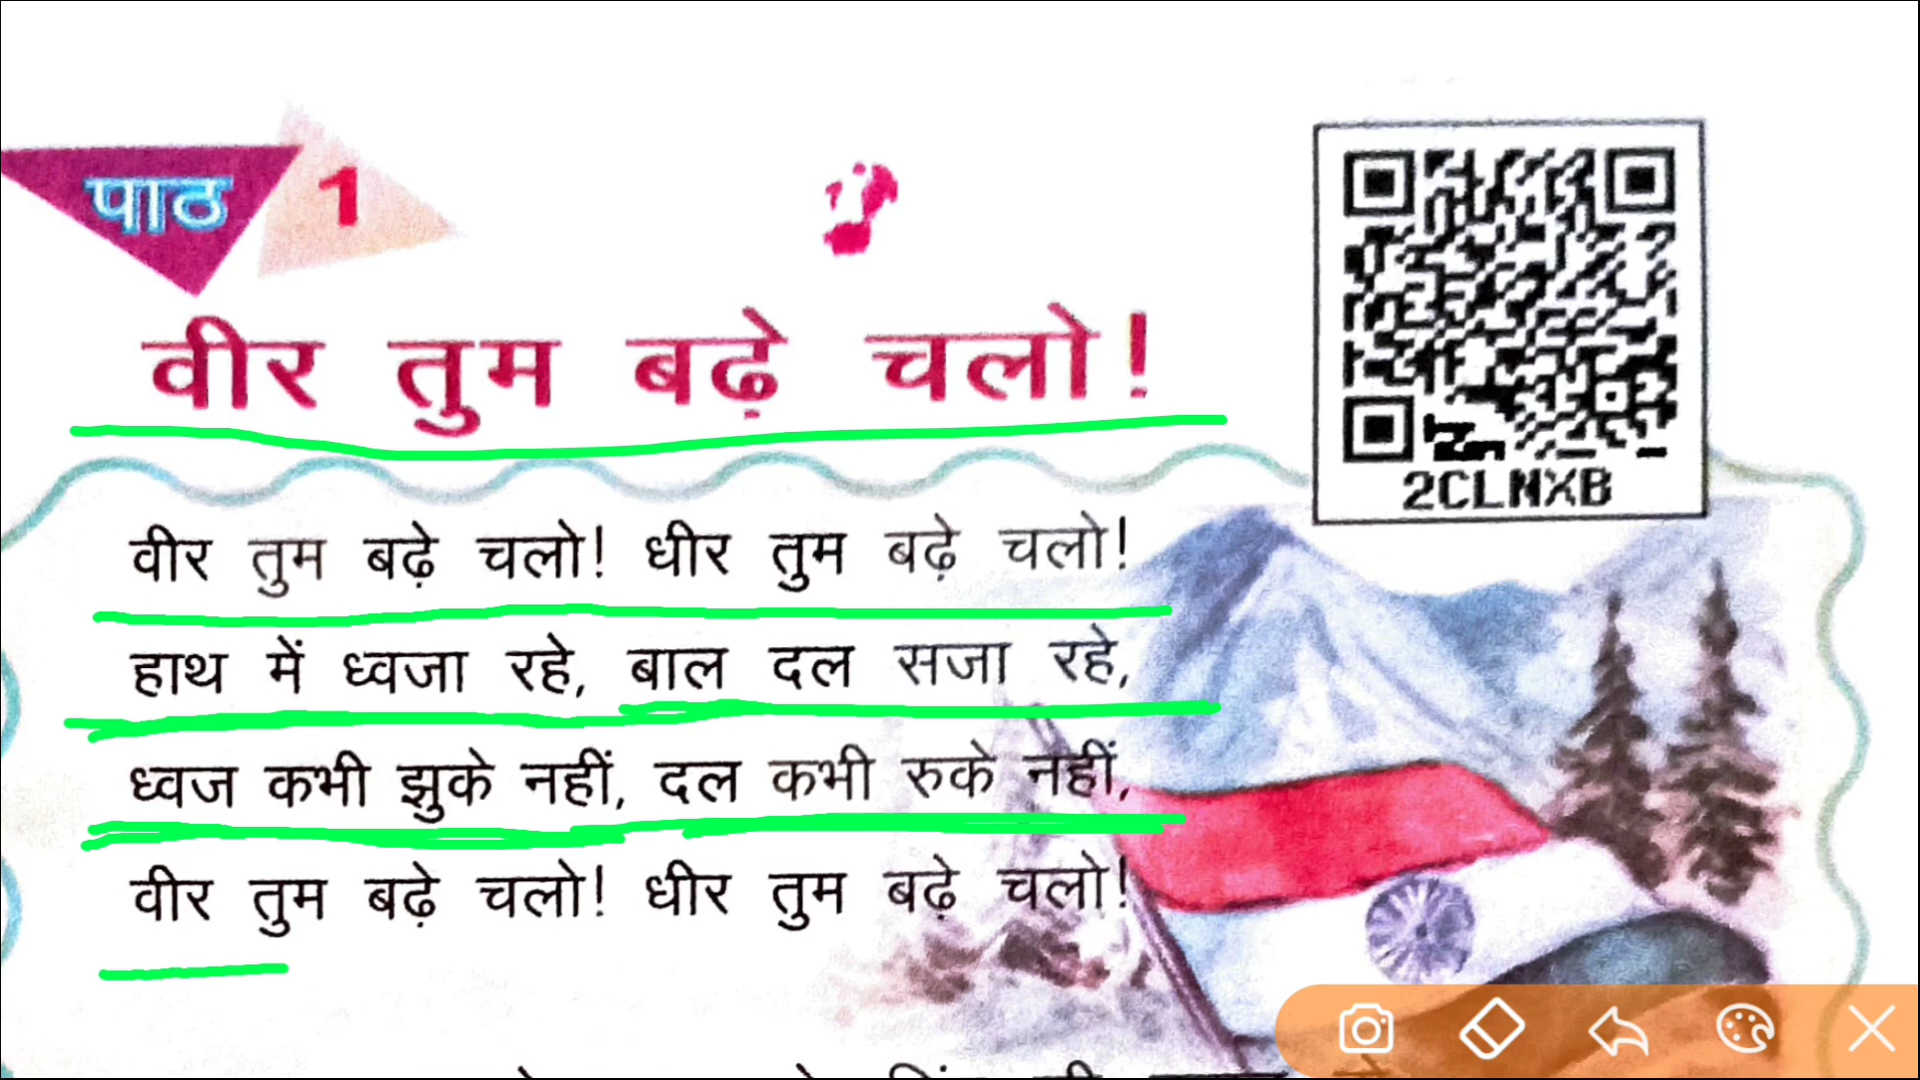 पाठ 1
वीर तुम बढ़े चलो!
2CLNXB
वीर तुम बढ़े चलो! धीर तुम बढ़े चलो!
हाथ में ध्वजा रहे, बाल दल सजा रहे,
ध्वज कभी झुके नहीं, दल कभी रुके नहीं,
वीर तुम बढ़े चलो! धीर तुम बढ़े चलो!